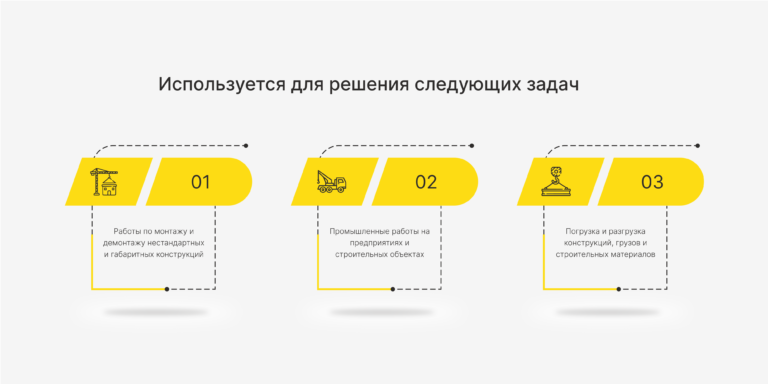 Используется для решения следующих задач
01
Работы по монтажу и
демонтажу нестандартных
и габаритных конструкций
02
Промышленные работы на
предприятиях и
строительных объектах
03
Погрузка и разгрузка
конструкций, грузов и
строительных материалов